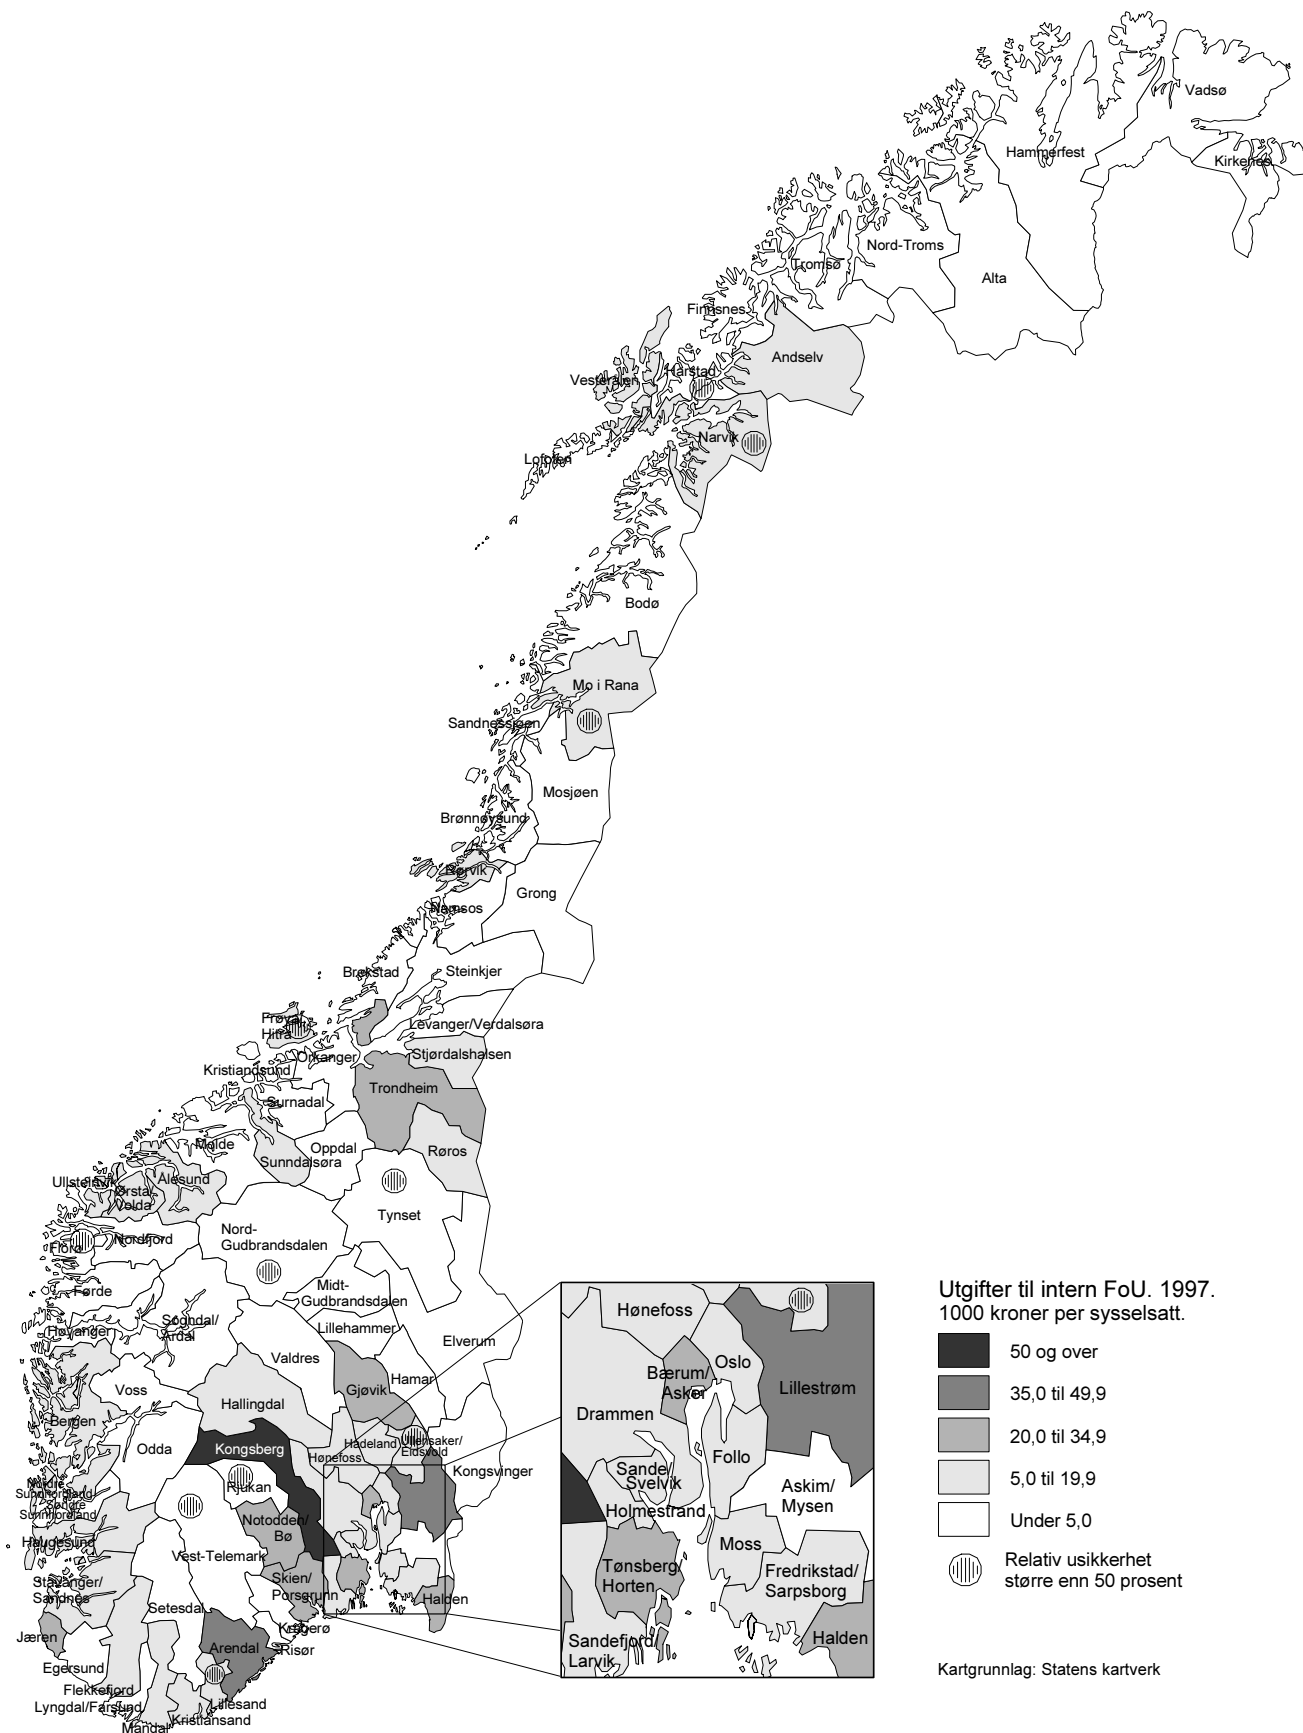 Vadsø
Hammerfest
Kirkenes
Nord-Troms
Tromsø
Alta
Finnsnes
Andselv
Harstad
Vesterålen
Narvik
Lofoten
Bodø
Mo i Rana
Sandnessjøen
Mosjøen
Brønnøysund
Rørvik
Grong
Namsos
Brekstad
Steinkjer
Frøya/
Hitra
Levanger/Verdalsøra
Orkanger
Stjørdalshalsen
Kristiansund
Trondheim
Surnadal
Molde
Oppdal
Røros
Sunndalsøra
Ullsteinvik
Ålesund
Ørsta/
Volda
Tynset
Nord-
Gudbrandsdalen
Nordfjord
Florø
Midt-
Gudbrandsdalen
Førde
Sogndal/
Årdal
Høyanger
Lillehammer
Elverum
Valdres
Hamar
Voss
Gjøvik
Hallingdal
Bergen
Odda
Kongsberg
Hadeland
Ullensaker/
Eidsvold
Hønefoss
Kongsvinger
Rjukan
Nordre
Sunnhordland
Søndre
Sunnhordland
Notodden/
Bø
Haugesund
Vest-Telemark
Stavanger/
Sandnes
Skien/
Porsgrunn
Setesdal
Halden
Jæren
Kragerø
Arendal
Risør
Egersund
Flekkefjord
Lyngdal/Farsund
Lillesand
Kristiansand
Mandal
Hønefoss
Oslo
Bærum/
Asker
Lillestrøm
Drammen
Follo
Sande/
Svelvik
Askim/
Mysen
Holmestrand
Moss
Tønsberg/
Horten
Fredrikstad/
Sarpsborg
Sandefjord/
Larvik
Halden
Utgifter til intern FoU. 1997.
1000 kroner per sysselsatt.
50 og over
35,0 til 49,9
20,0 til 34,9
5,0 til 19,9
Under 5,0
Relativ usikkerhet
større enn 50 prosent
Kartgrunnlag: Statens kartverk